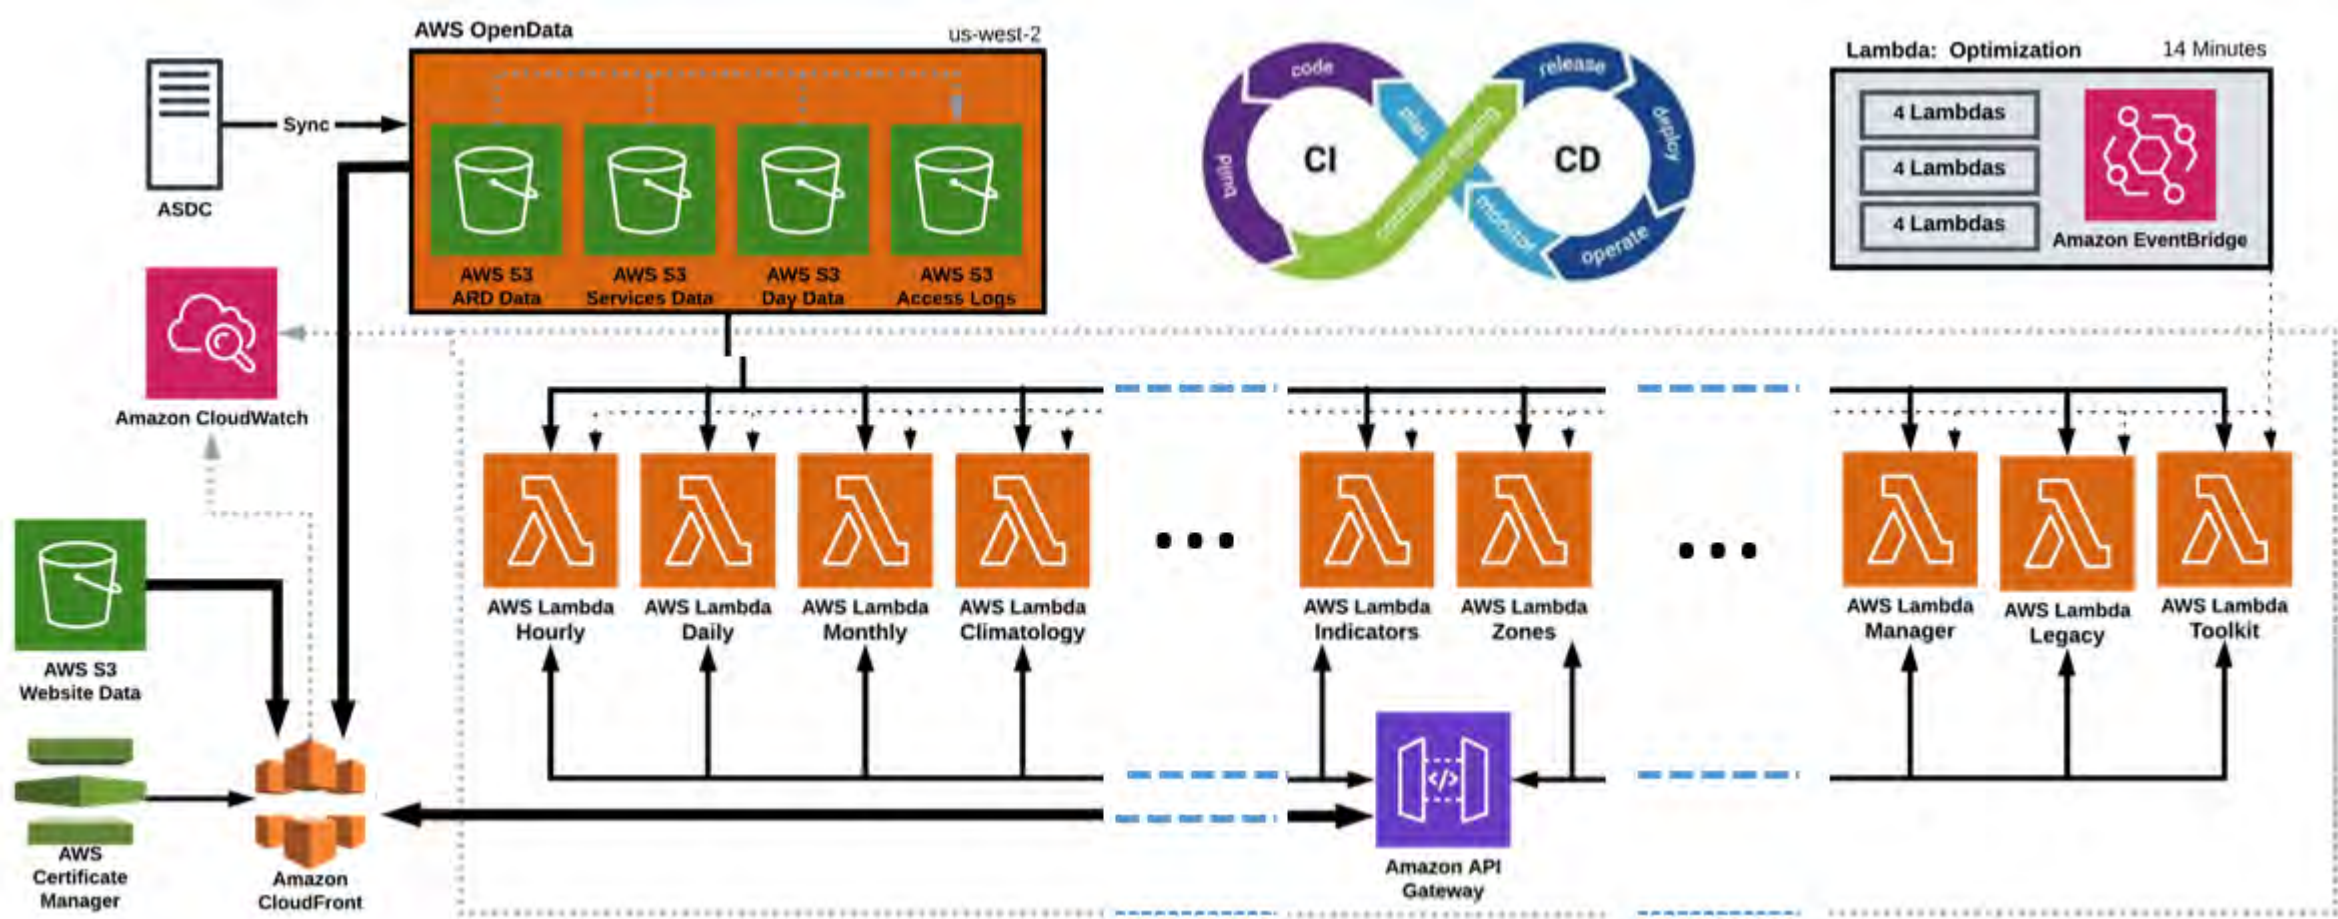 AWS OpenData
us-west-2
Lambda: Optimization
14 Minutes
ASDC
Sync
AWS S3
ARD Data
AWS S3
Services Data
AWS S3
Day Data
AWS S3
Access Logs
code
build
CI
plan
continuous testing
monitor
CD
release
deploy
operate
4 Lambdas
4 Lambdas
4 Lambdas
Amazon EventBridge
Amazon CloudWatch
AWS S3
Website Data
AWS
Certificate
Manager
Amazon
CloudFront
AWS Lambda
Hourly
AWS Lambda
Daily
AWS Lambda
Monthly
AWS Lambda
Climatology
...
AWS Lambda
Indicators
AWS Lambda
Zones
...
AWS Lambda
Manager
AWS Lambda
Legacy
AWS Lambda
Toolkit
</>
Amazon API
Gateway